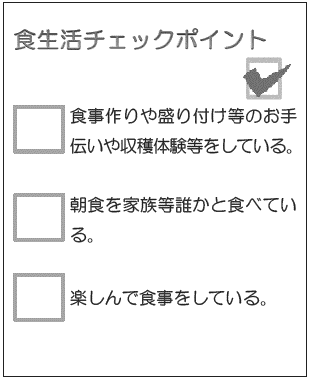 食生活チェックポイント
食事作りや盛り付け等のお手
伝いや収穫体験等をしている。
朝食を家族等誰かと食べてい
る。
楽しんで食事をしている。